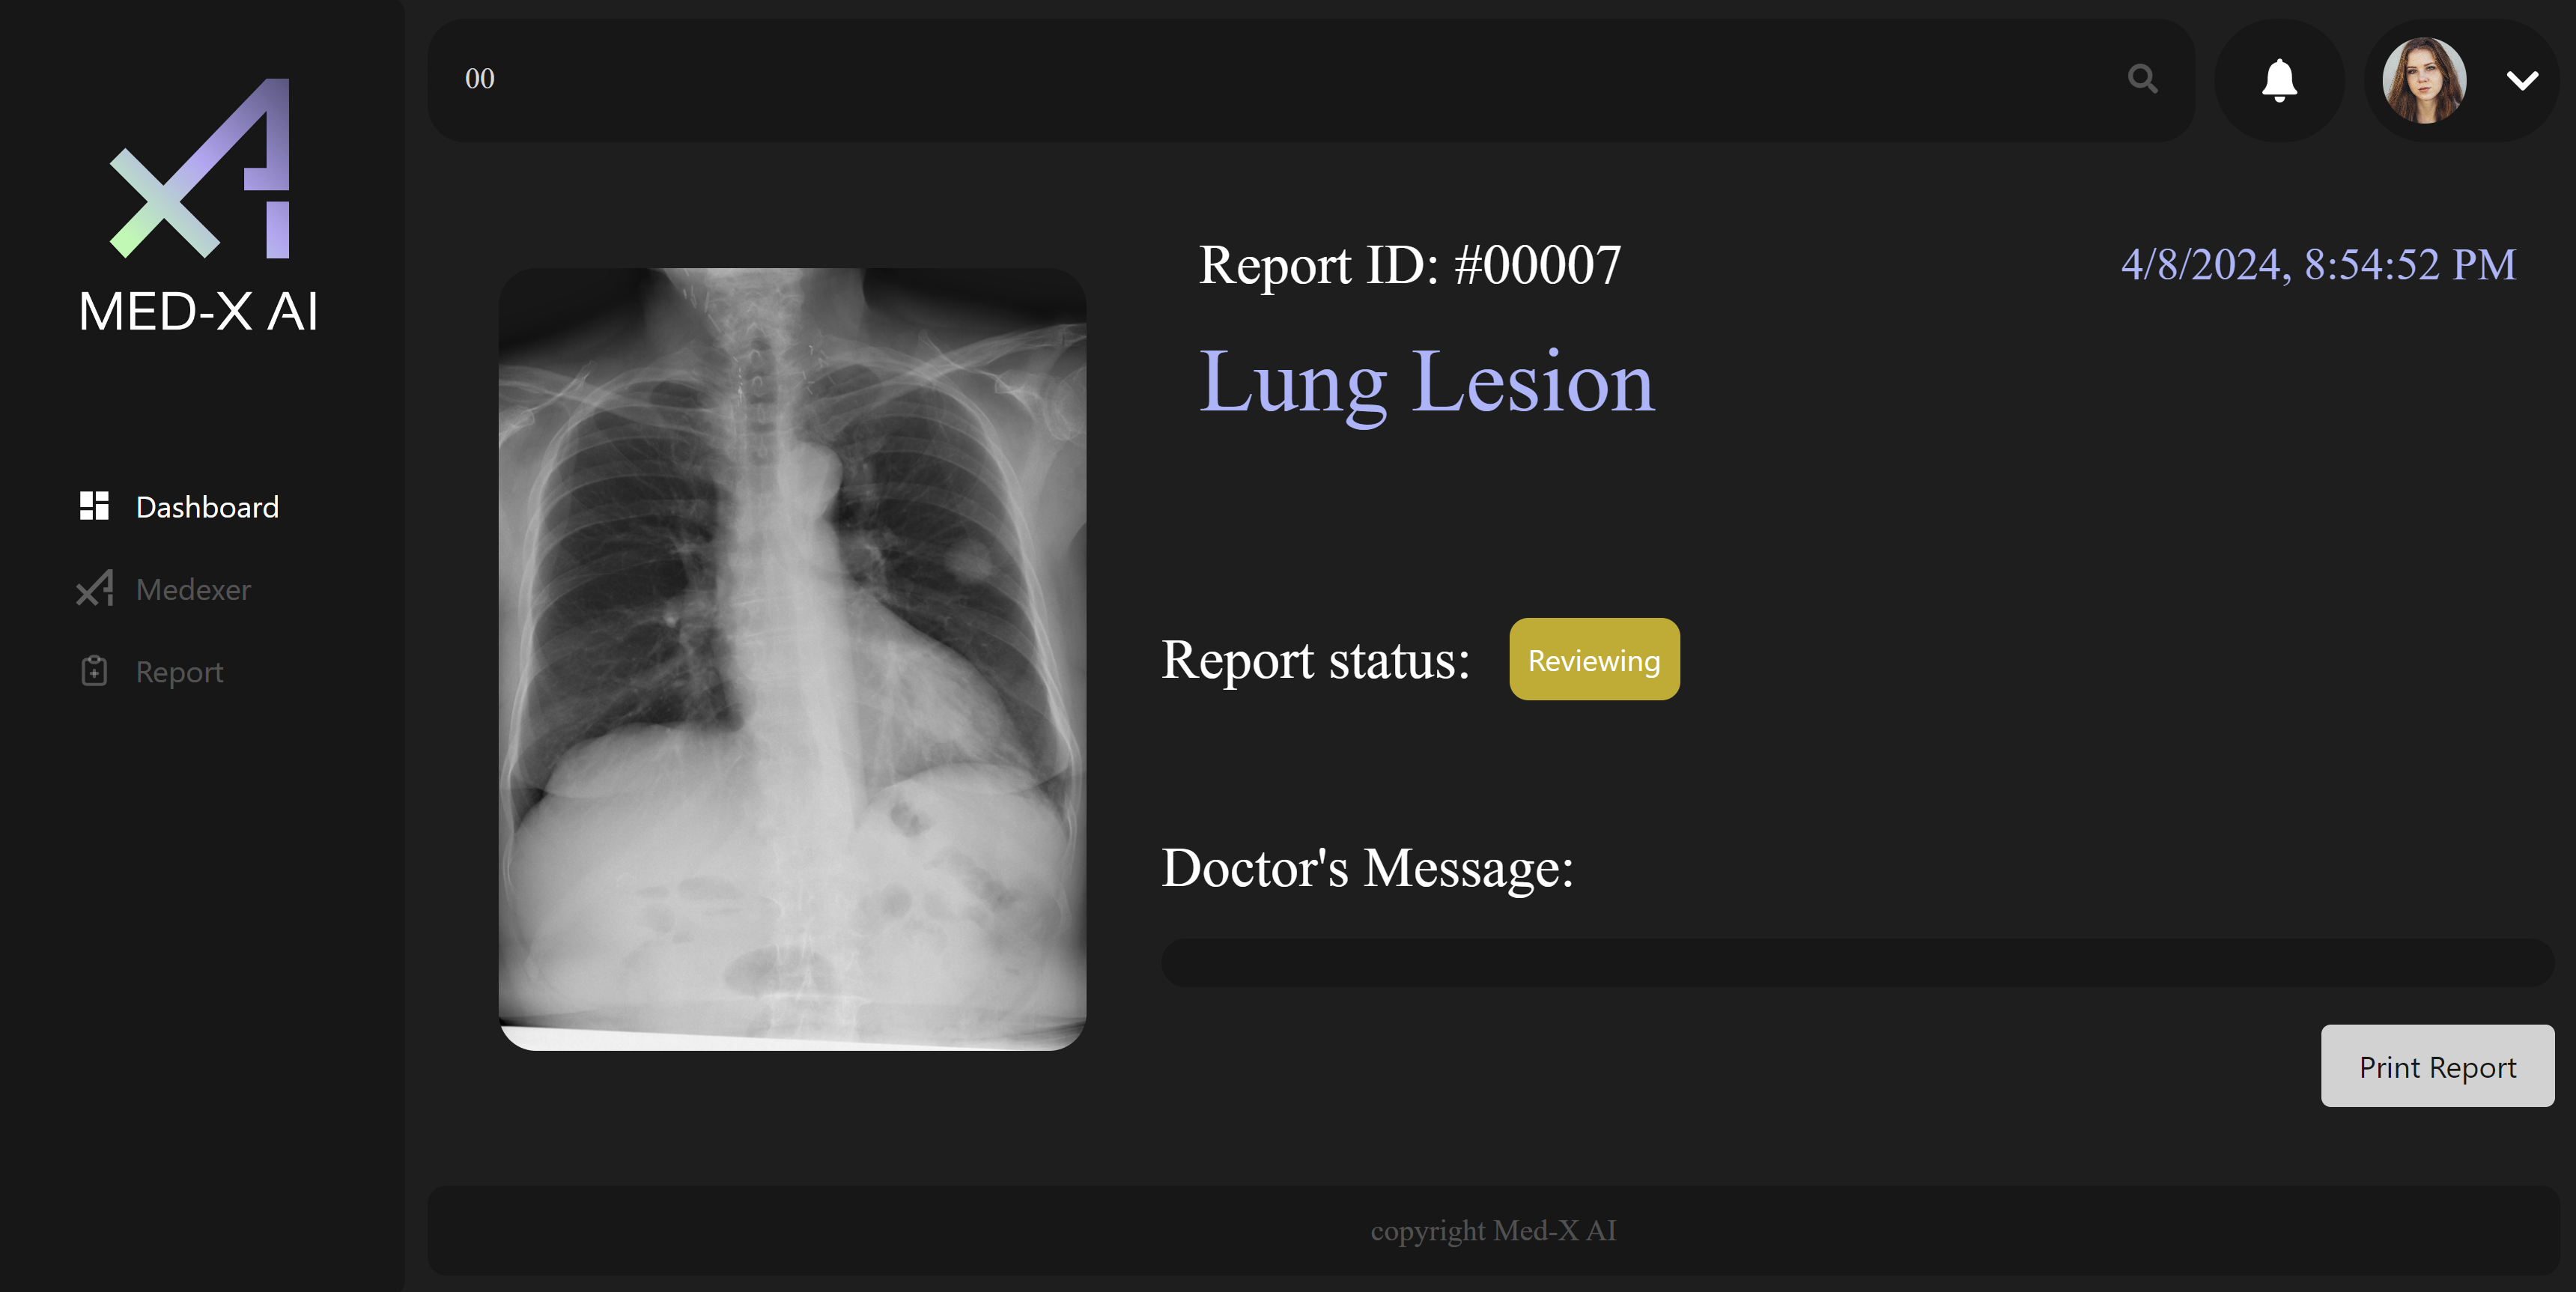 MED-X AI
Dashboard
Medexer
Report
00
Report ID: #00007
4/8/2024, 8:54:52 PM
Lung Lesion
Report status:
Reviewing
Doctor's Message:
Print Report
copyright Med-X AI